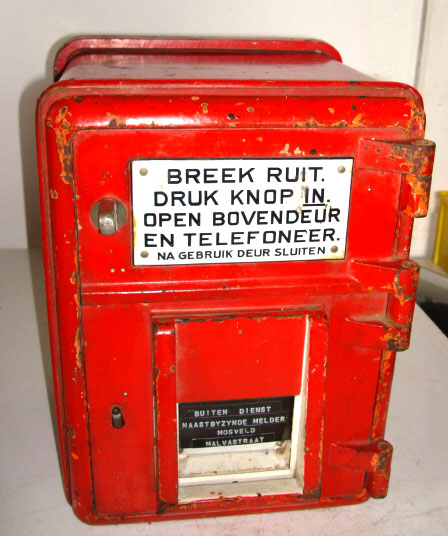 BREEK RUIT.
DRUK KNOP IN.
OPEN BOVENDEUR
EN TELEFONEER.
NA GEBRUIK DEUR SLUITEN
BUITEN DIENST
NAASTBYZYNDE MELDER
MOSVELD
MALVASTRAAT